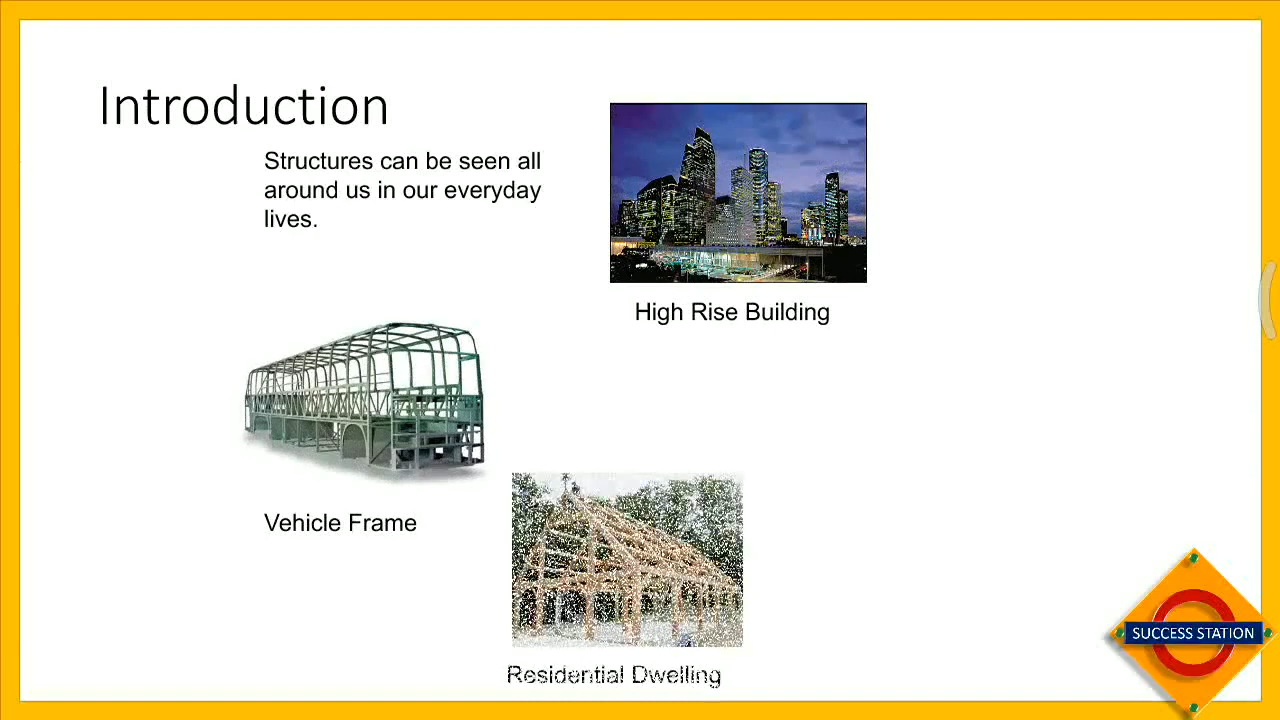 Introduction
Structures can be seen all
around us in our everyday
lives.
High Rise Building
Vehicle Frame
Residential Dwelling
SUCCESS STATION